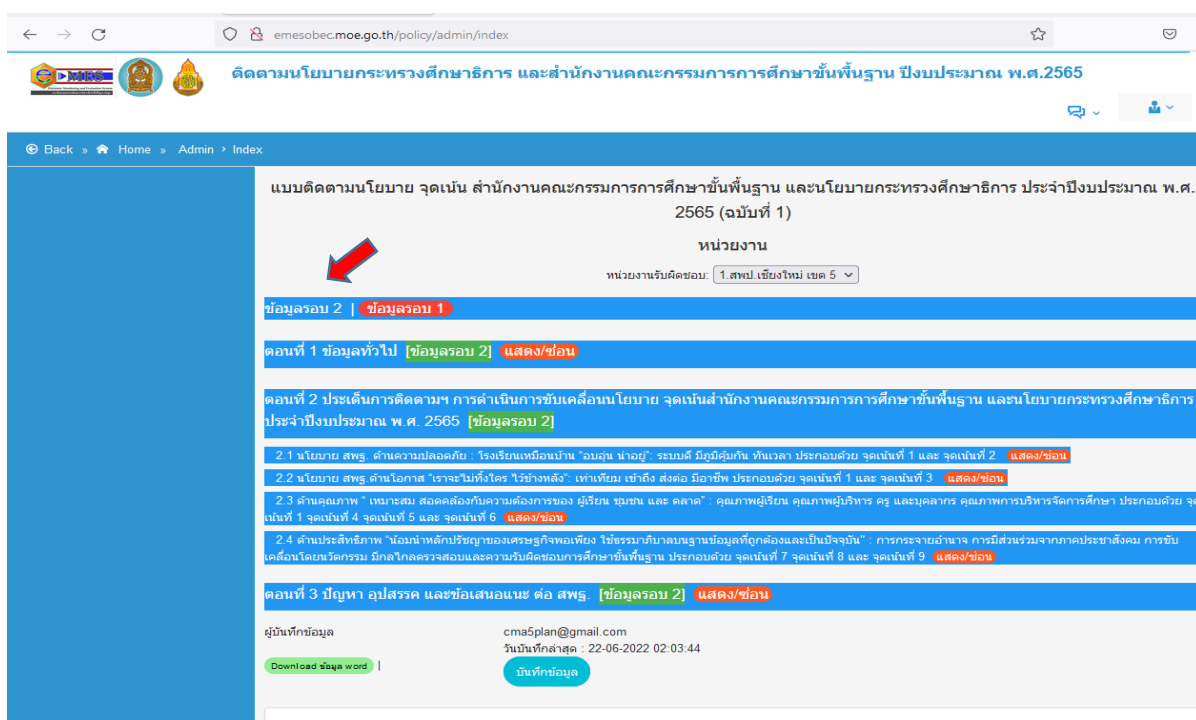 emesobec.moe.go.th/policy/admin/index
ติดตามนโยบายกระทรวงศึกษาธิการ และสำนักงานคณะกรรมการการศึกษาขั้นพื้นฐาน ปีงบประมาณ พ.ศ.2565
Back » Home » Admin › Index
แบบติดตามนโยบาย จุดเน้น สำนักงานคณะกรรมการการศึกษาขั้นพื้นฐาน และนโยบายกระทรวงศึกษาธิการ ประจำปีงบประมาณ พ.ศ.
2565 (ฉบับที่ 1)
หน่วยงาน
หน่วยงานรับผิดชอบ: 1.สพป.เชียงใหม่ เขต 5
ข้อมูลรอบ 2 | ข้อมูลรอบ 1
ตอนที่ 1 ข้อมูลทั่วไป [ข้อมูลรอบ 2] แสดง/ซ่อน
ตอนที่ 2 ประเด็นการติดตามฯ การดำเนินการขับเคลื่อนนโยบาย จุดเน้นสำนักงานคณะกรรมการการศึกษาขั้นพื้นฐาน และนโยบายกระทรวงศึกษาธิการ
ประจำปีงบประมาณ พ.ศ. 2565 [ข้อมูลรอบ 2]
2.1 นโยบาย สพฐ. ด้านความปลอดภัย : โรงเรียนเหมือนบ้าน "อบอุ่น น่าอยู่": ระบบดี มีภูมิคุ้มกัน ทันเวลา ประกอบด้วย จุดเน้นที่ 1 และ จุดเน้นที่ 2 แสดง/ซ่อน
2.2 นโยบาย สพฐ.ด้านโอกาส "เราจะไม่ทิ้งใคร ไว้ข้างหลัง": เท่าเทียม เข้าถึง ส่งต่อ มีอาชีพ ประกอบด้วย จุดเน้นที่ 1 และ จุดเน้นที่ 3 แสดง/ซ่อน
2.3 ด้านคุณภาพ " เหมาะสม สอดคล้องกับความต้องการของ ผู้เรียน ชุมชน และ ตลาด" : คุณภาพผู้เรียน คุณภาพผู้บริหาร ครู และบุคลากร คุณภาพการบริหารจัดการศึกษา ประกอบด้วย จุด
เน้นที่ 1 จุดเน้นที่ 4 จุดเน้นที่ 5 และ จุดเน้นที่ 6 แสดง/ซ่อน
2.4 ด้านประสิทธิภาพ "น้อมนำหลักปรัชญาของเศรษฐกิจพอเพียง ใช้ธรรมาภิบาลบนฐานข้อมูลที่ถูกต้องและเป็นปัจจุบัน" : การกระจายอำนาจ การมีส่วนร่วมจากภาคประชาสังคม การขับ
เคลื่อนโดยนวัตกรรม มีกลไกลตรวจสอบและความรับผิดชอบการศึกษาขั้นพื้นฐาน ประกอบด้วย จุดเน้นที่ 7 จุดเน้นที่ 8 และ จุดเน้นที่ 9 แสดง/ซ่อน
ตอนที่ 3 ปัญหา อุปสรรค และข้อเสนอแนะ ต่อ สพฐ. [ข้อมูลรอบ 2] แสดง/ซ่อน
ผู้บันทึกข้อมูล cma5plan@gmail.com
วันบันทึกล่าสุด : 22-06-2022 02:03:44
Download ข้อมูล word |
บันทึกข้อมูล